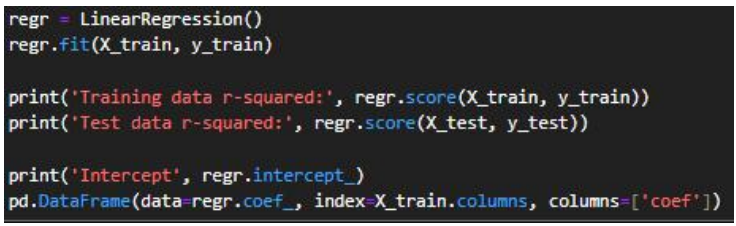 regr = LinearRegression()
regr.fit(X_train, y_train)
print('Training data r-squared:', regr.score(X_train, y_train))
print('Test data r-squared:', regr.score(X_test, y_test))
print('Intercept', regr.intercept_)
pd.DataFrame(data=regr.coef_, index=X_train.columns, columns=['coef'])